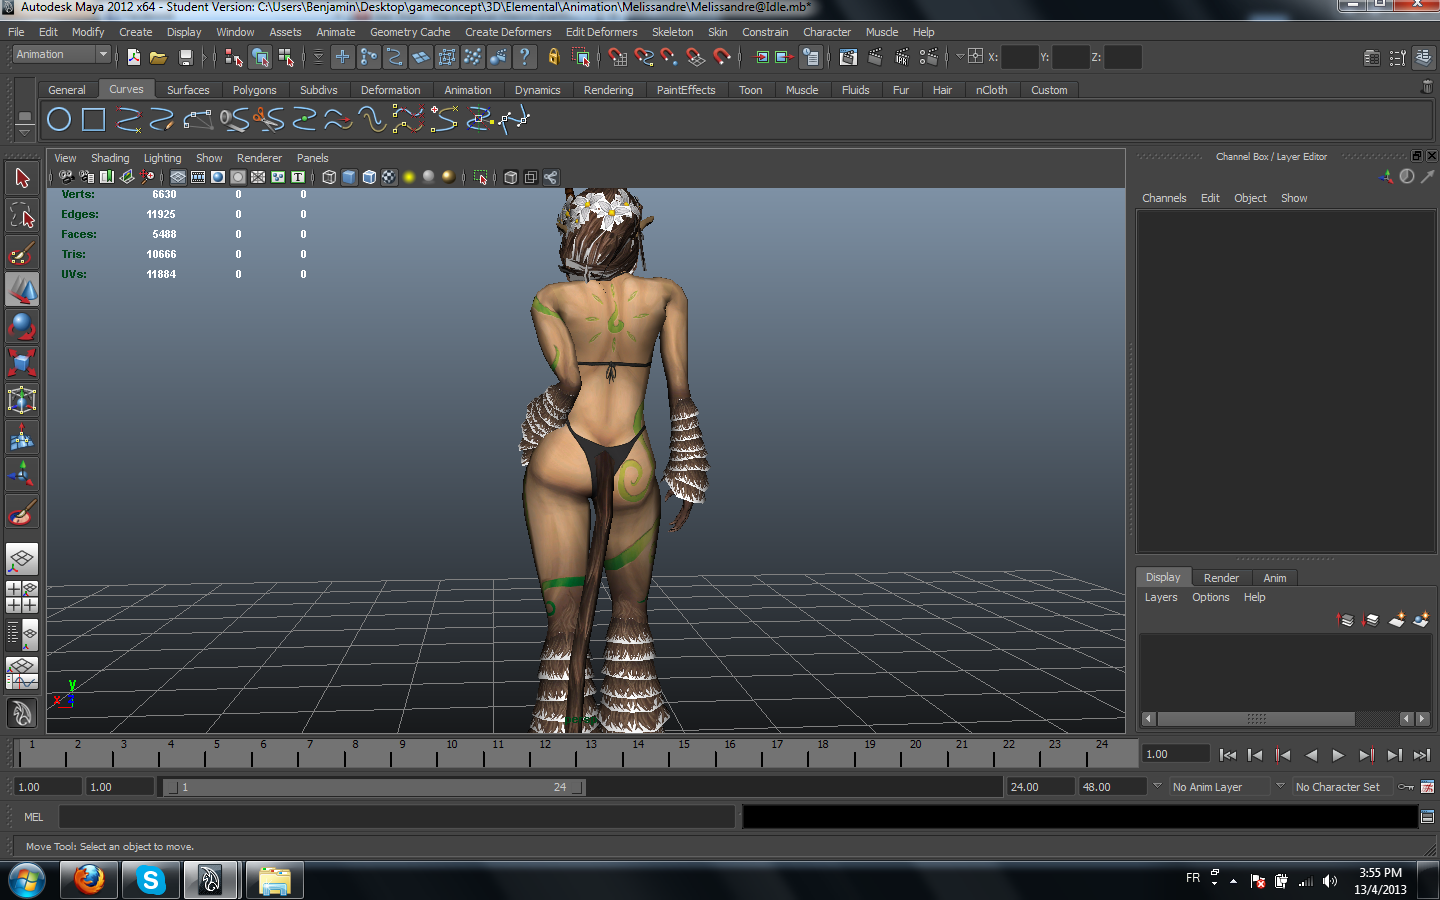 Autodesk Maya 2012 x64 - Student Version: C:\Users\Benjamin\Desktop\gameconcept\3D\Elemental\Animation\Melissandre\Melissandre@Idle.mb*
File Edit Modify Create Display Window Assets Animate Geometry Cache Create Deformers Edit Deformers Skeleton Skin Constrain Character Muscle Help
Animation X: Y: Z:
General Curves Surfaces Polygons Subdivs Deformation Animation Dynamics Rendering PaintEffects Toon Muscle Fluids Fur Hair nCloth Custom
View Shading Lighting Show Renderer Panels
Channel Box / Layer Editor
Channels Edit Object Show
Verts: 6630 0 0
Edges: 11925 0 0
Faces: 5488 0 0
Tris: 10666 0 0
UVs: 11884 0 0
Display Render Anim
Layers Options Help
y
x
1 2 3 4 5 6 7 8 9 10 11 12 13 14 15 16 17 18 19 20 21 22 23 24 1.00
1.00 1.00 1 24 24.00 48.00 No Anim Layer No Character Set
MEL
Move Tool: Select an object to move.
FR
3:55 PM
13/4/2013